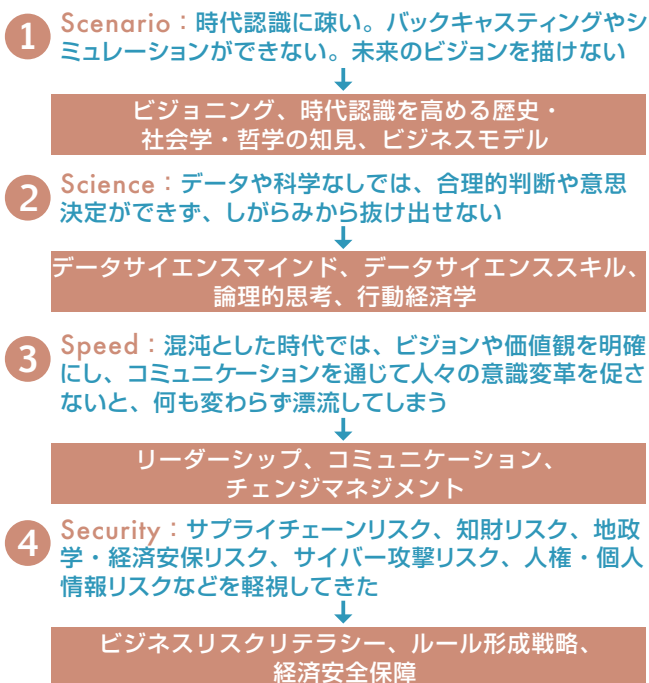 1 Scenario：時代認識に疎い。バックキャスティングやシ
ミュレーションができない。未来のビジョンを描けない
↓
ビジョニング、時代認識を高める歴史・
社会学・哲学の知見、ビジネスモデル
2 Science：データや科学なしでは、合理的判断や意思
決定ができず、しがらみから抜け出せない
↓
データサイエンスマインド、データサイエンススキル、
論理的思考、行動経済学
3 Speed：混沌とした時代では、ビジョンや価値観を明確
にし、コミュニケーションを通じて人々の意識変革を促さ
ないと、何も変わらず漂流してしまう
↓
リーダーシップ、コミュニケーション、
チェンジマネジメント
4 Security：サプライチェーンリスク、知財リスク、地政
学・経済安保リスク、サイバー攻撃リスク、人権・個人
情報リスクなどを軽視してきた
↓
ビジネスリスクリテラシー、ルール形成戦略、
経済安全保障